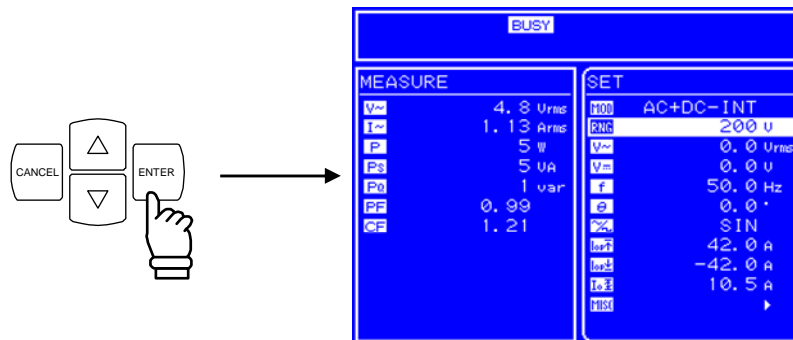 CANCEL
△
▽
ENTER
BUSY
MEASURE
V~ 4.8 Vrms
I~ 1.13 Arms
P 5 W
Ps 5 VA
PQ 1 var
PF 0.99
CF 1.21
SET
MOD AC+DC-INT
RNG 200 V
V~ 0.0 Vrms
V= 0.0 V
f 50.0 Hz
θ 0.0°
SIN
42.0 A
-42.0 A
10.5 A
MISC ▶